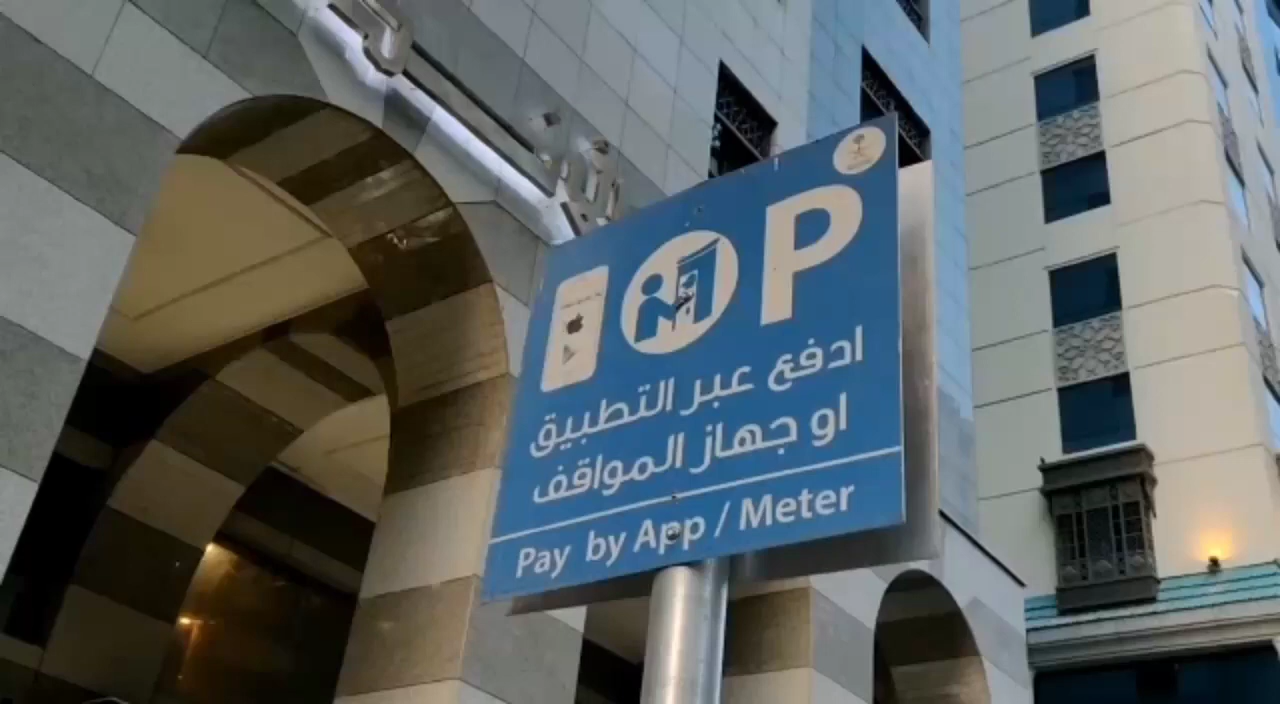 P
ادفع عبر التطبيق
او جهاز المواقف
Pay by App / Meter